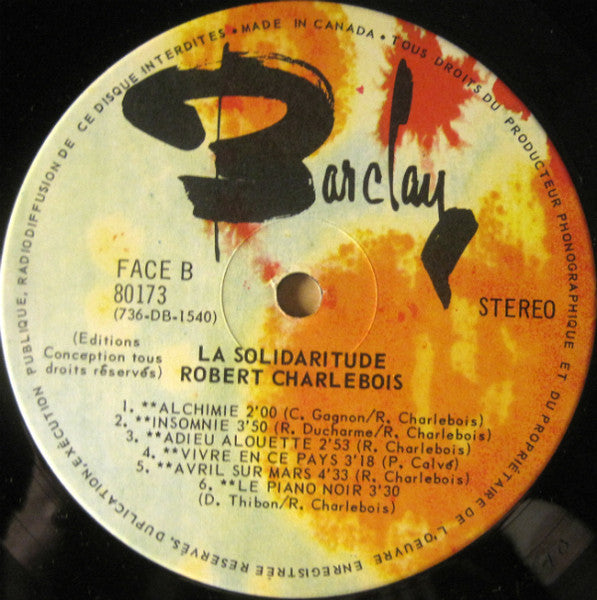 TOUS DROITS DU PRODUCTEUR PHONOGRAPHIQUE ET DU PROPRIÉTAIRE DE L'OEUVRE ENREGISTRÉE RÉSERVÉS, DUPLICATION, EXÉCUTION PUBLIQUE, RADIODIFFUSION DE CE DISQUE INTERDITES • MADE IN CANADA •
Barclay
FACE B
80173
(736-DB-1540)
STEREO
(Editions
Conception tous
droits réservés)
LA SOLIDARITUDE
ROBERT CHARLEBOIS
1. **ALCHIMIE 2'00 (C. Gagnon/R. Charlebois)
2. **INSOMNIE 3'50 (R. Ducharme/R. Charlebois)
3. **ADIEU ALOUETTE 2'53 (R. Charlebois)
4. **VIVRE EN CE PAYS 3'18 (P. Calvé)
5. **AVRIL SUR MARS 4'33 (R. Charlebois)
6. **LE PIANO NOIR 3'30
(D. Thibon/R. Charlebois)